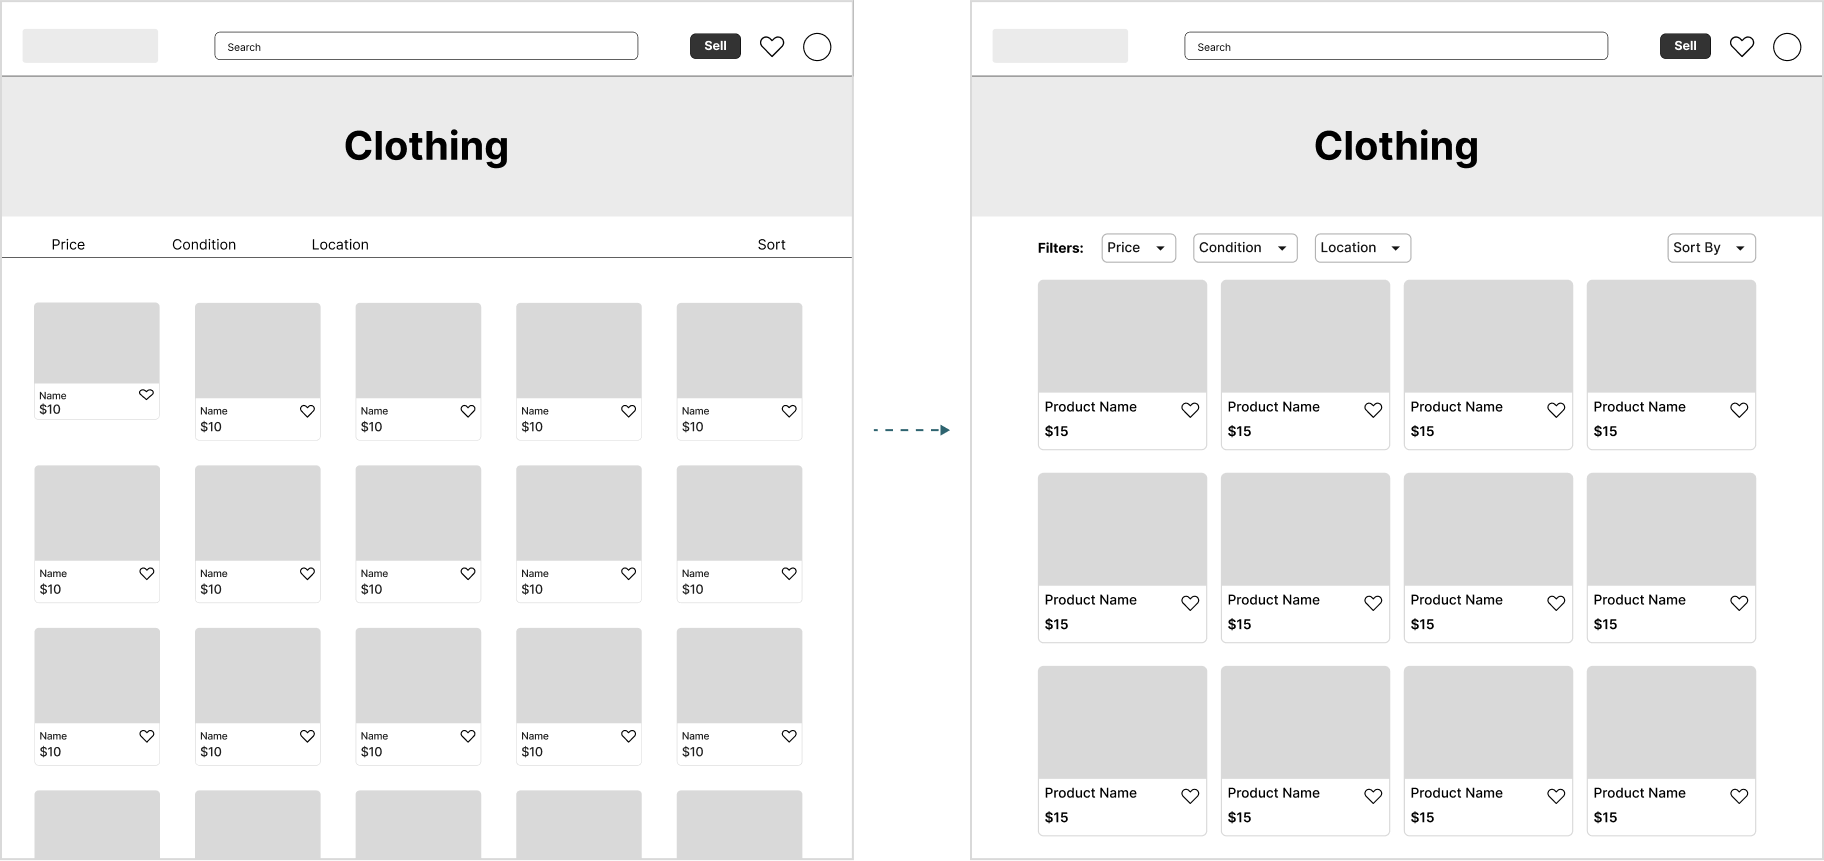 Search
Sell
Clothing
Price Condition Location Sort
Name Name Name Name Name
$10 $10 $10 $10 $10
Name Name Name Name Name
$10 $10 $10 $10 $10
Name Name Name Name Name
$10 $10 $10 $10 $10
Search
Sell
Clothing
Filters: Price Condition Location Sort By
Product Name Product Name Product Name Product Name
$15 $15 $15 $15
Product Name Product Name Product Name Product Name
$15 $15 $15 $15
Product Name Product Name Product Name Product Name
$15 $15 $15 $15